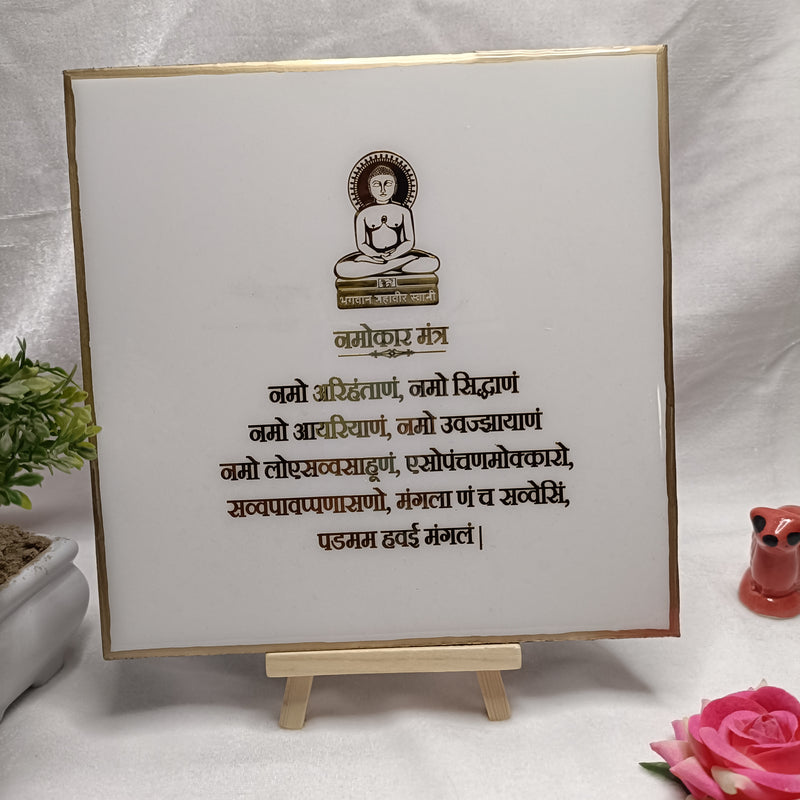 भगवान महावीर स्वामी
नमोकार मंत्र
नमो अरिहंताणं, नमो सिद्धाणं
नमो आयरियाणं, नमो उवज्झायाणं
नमो लोएसव्वसाहूणं, एसोपंचणमोक्कारो,
सव्वपावप्पणासणो, मंगला णं च सव्वेसिं,
पडमम हवई मंगलं|